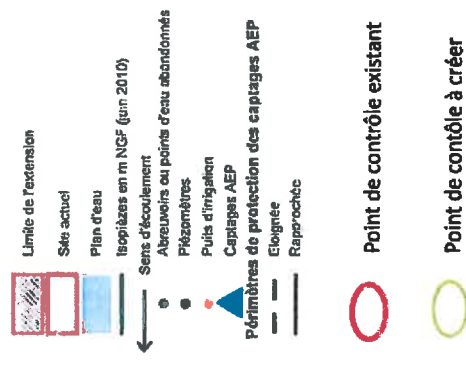 Limite de l'extension
Site actuel
Plan d'eau
Isopièzes en m NGF (juin 2010)
Sens d'écoulement
Abreuvoirs ou points d'eau abandonnés
Piézomètres
Puits d'irrigation
Captages AEP
Périmètres de protection des captages AEP
Eloignée
Rapprochée
Point de contrôle existant
Point de contôle à créer